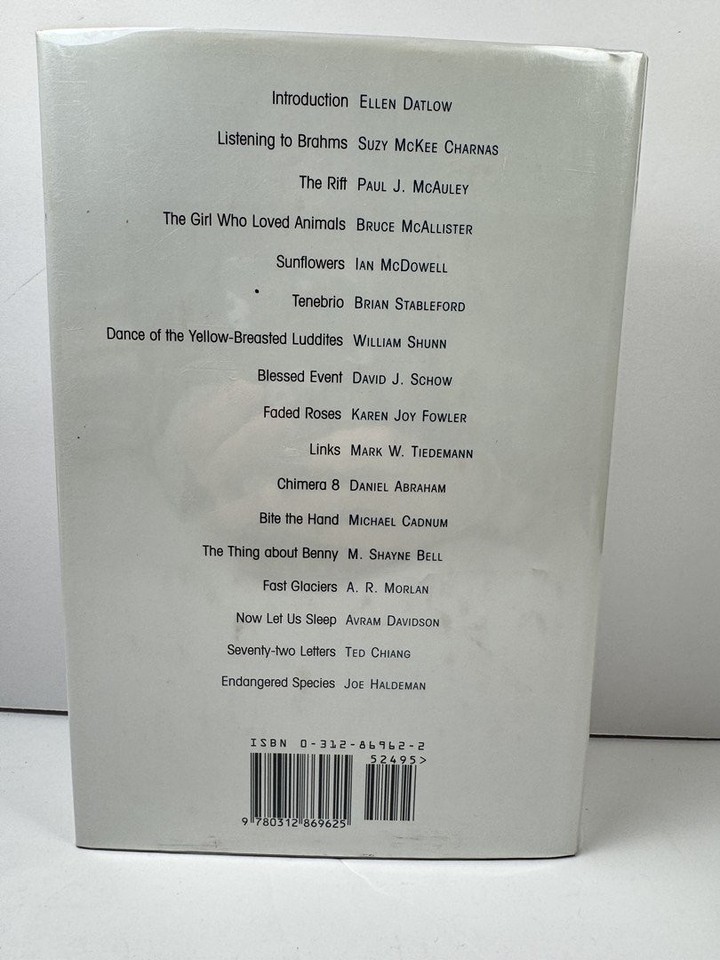 Introduction ELLEN DATLOW
Listening to Brahms SUZY MCKEE CHARNAS
The Rift PAUL J. MCAULEY
The Girl Who Loved Animals BRUCE MCALLISTER
Sunflowers IAN MCDOWELL
Tenebrio BRIAN STABLEFORD
Dance of the Yellow-Breasted Luddites WILLIAM SHUNN
Blessed Event DAVID J. SCHOW
Faded Roses KAREN JOY FOWLER
Links MARK W. TIEDEMANN
Chimera 8 DANIEL ABRAHAM
Bite the Hand MICHAEL CADNUM
The Thing about Benny M. SHAYNE BELL
Fast Glaciers A. R. MORLAN
Now Let Us Sleep AVRAM DAVIDSON
Seventy-two Letters TED CHIANG
Endangered Species JOE HALDEMAN
ISBN 0-312-86962-2
52495>
9 780312 869625